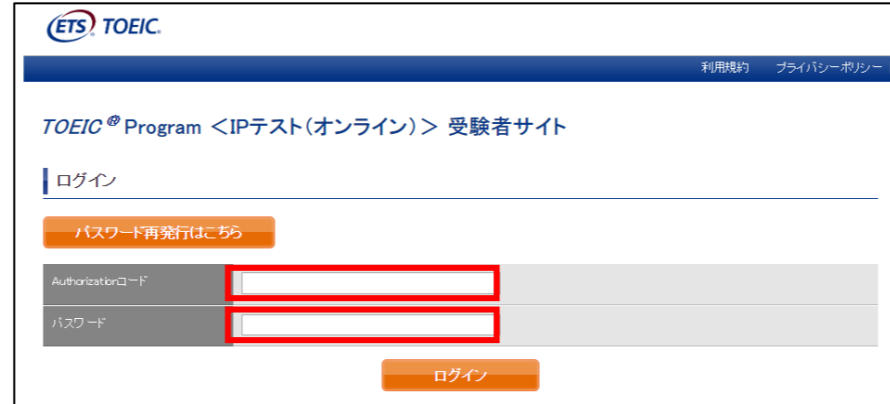 ETS TOEIC.
利用規約 プライバシーポリシー
TOEIC® Program ＜IPテスト（オンライン）＞ 受験者サイト
ログイン
パスワード再発行はこちら
Authorizationコード
パスワード
ログイン